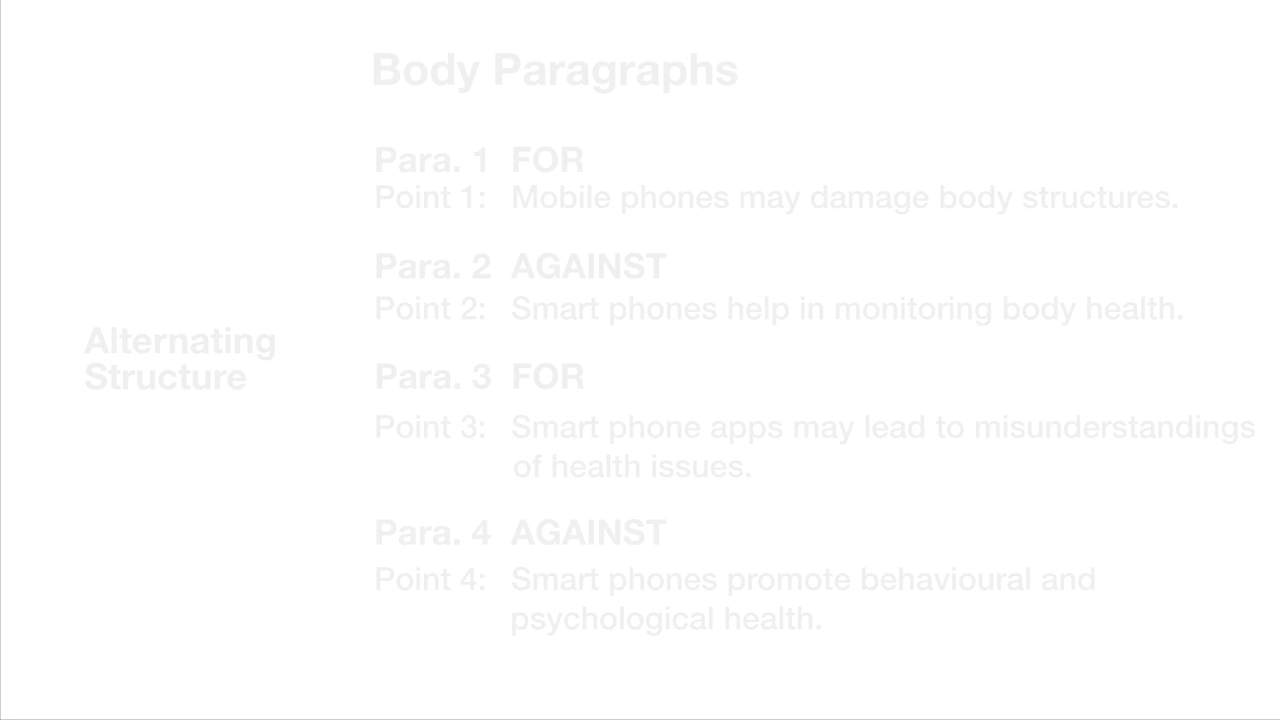 Body Paragraphs
Para. 1 FOR
Point 1: Mobile phones may damage body structures.
Para. 2 AGAINST
Point 2: Smart phones help in monitoring body health.
Alternating
Structure
Para. 3 FOR
Point 3: Smart phone apps may lead to misunderstandings
of health issues.
Para. 4 AGAINST
Point 4: Smart phones promote behavioural and
psychological health.